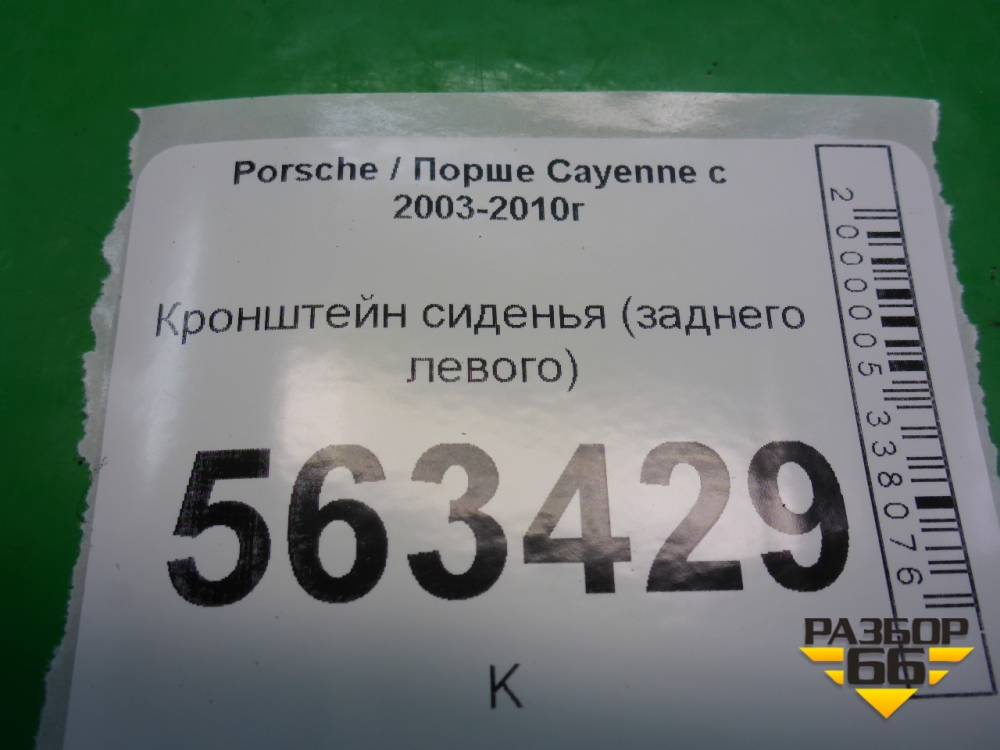 Porsche / Порше Cayenne с
2003-2010г
Кронштейн сиденья (заднего
левого)
563429
К
2000005338076
РАЗБОР
66